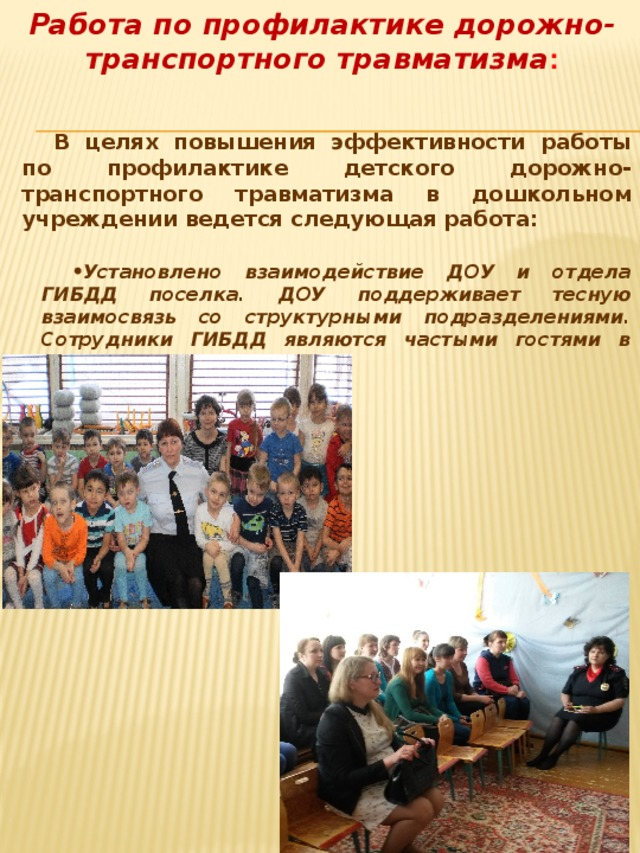 Работа по профилактике дорожно-
транспортного травматизма:
В целях повышения эффективности работы
по профилактике детского дорожно-
транспортного травматизма в дошкольном
учреждении ведется следующая работа:
•Установлено взаимодействие ДОУ и отдела
ГИБДД поселка. ДОУ поддерживает тесную
взаимосвязь со структурными подразделениями.
Сотрудники ГИБДД являются частыми гостями в